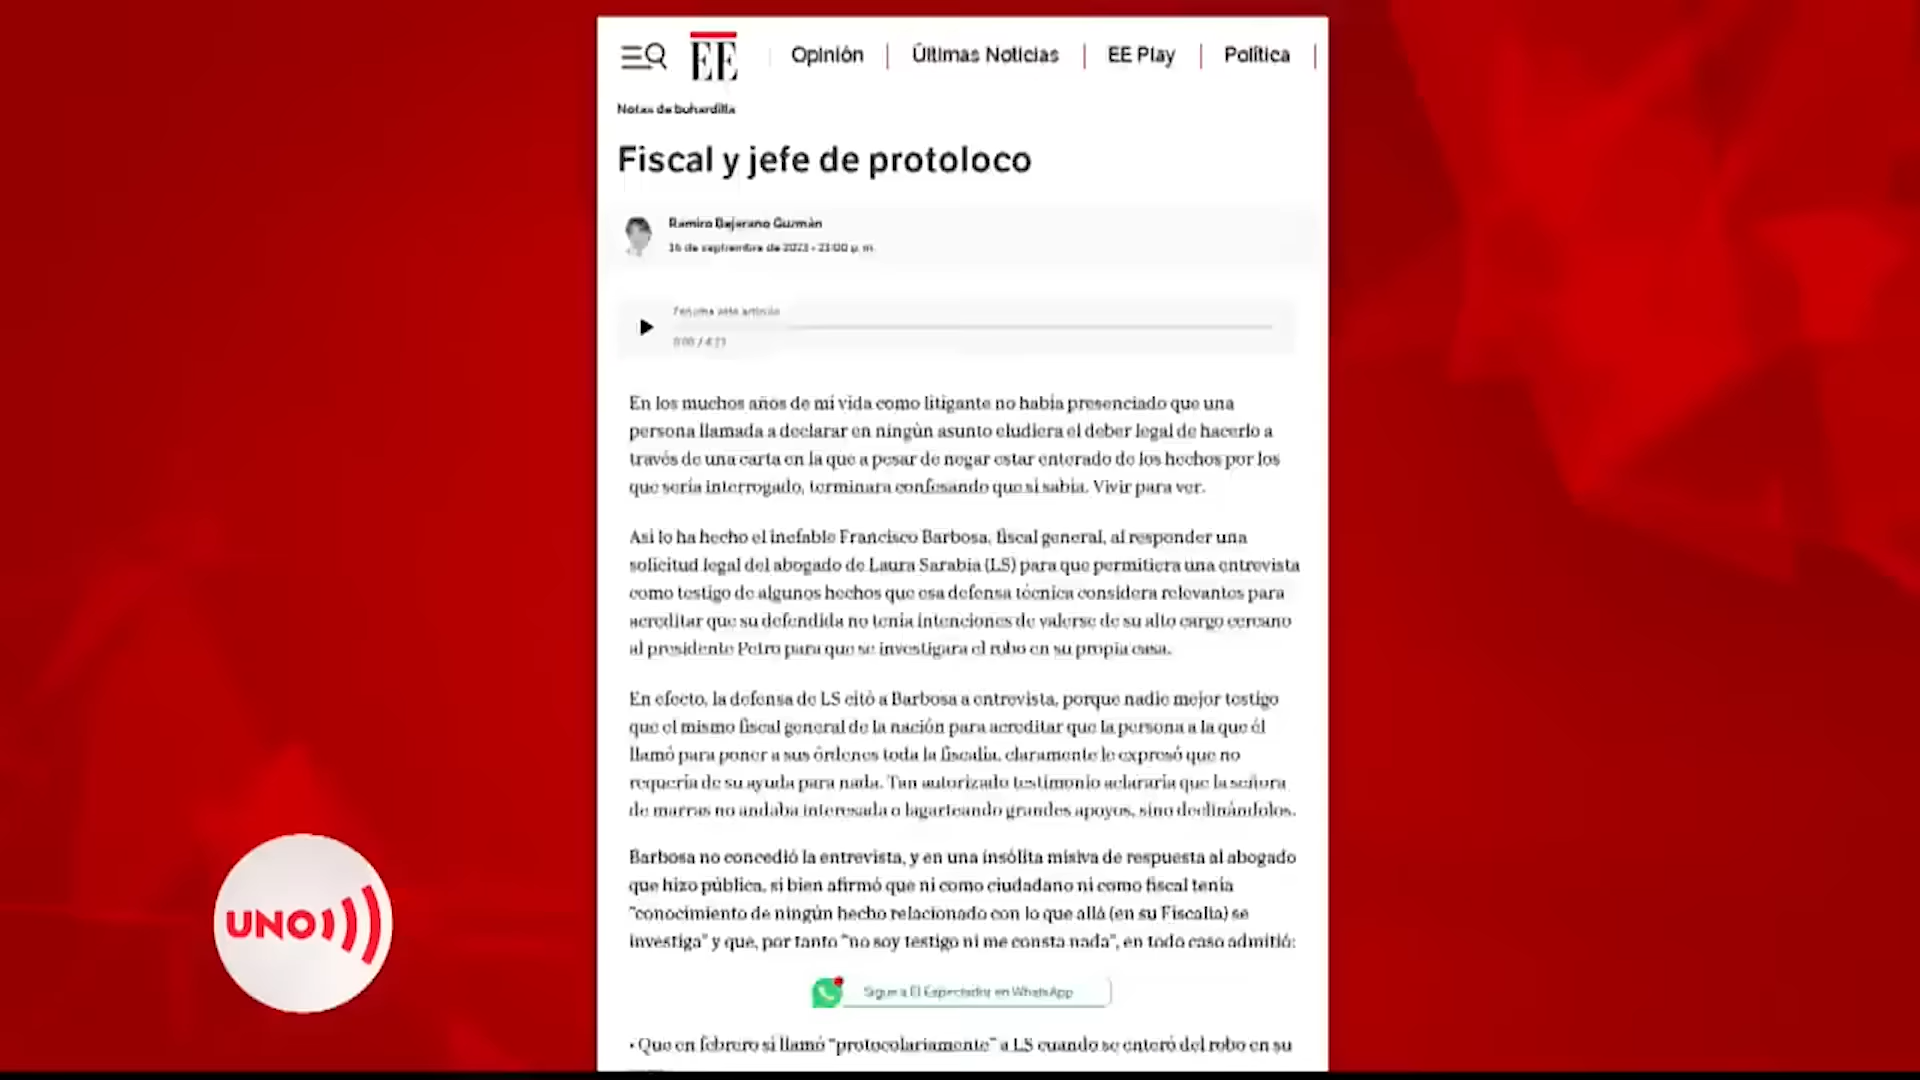 EE
Opinión
Últimas Noticias
EE Play
Política
Notas de buhardilla
Fiscal y jefe de protoloco
Ramiro Bejarano Guzmán
16 de septiembre de 2023 - 21:00 p. m.
En los muchos años de mi vida como litigante no había presenciado que una
persona llamada a declarar en ningún asunto eludiera el deber legal de hacerlo a
través de una carta en la que a pesar de negar estar enterado de los hechos por los
que sería interrogado, terminara confesando que sí sabía. Vivir para ver.
Así lo ha hecho el inefable Francisco Barbosa, fiscal general, al responder una
solicitud legal del abogado de Laura Sarabia (LS) para que permitiera una entrevista
como testigo de algunos hechos que esa defensa técnica considera relevantes para
acreditar que su defendida no tenía intenciones de valerse de su alto cargo cercano
al presidente Petro para que se investigara el robo en su propia casa.
En efecto, la defensa de LS citó a Barbosa a entrevista, porque nadie mejor testigo
que el mismo fiscal general de la nación para acreditar que la persona a la que él
llamó para poner a sus órdenes toda la fiscalía, claramente le expresó que no
requería de su ayuda para nada. Tan autorizado testimonio aclararía que la señora
de marras no andaba interesada o lagarteando grandes apoyos, sino declinándolos.
Barbosa no concedió la entrevista, y en una insólita misiva de respuesta al abogado
que hizo pública, si bien afirmó que ni como ciudadano ni como fiscal tenía
"conocimiento de ningún hecho relacionado con lo que allá (en su Fiscalía) se
investiga" y que, por tanto "no soy testigo ni me consta nada", en todo caso admitió:
Sigue a El Espectador en WhatsApp
• Que en febrero sí llamó "protocolariamente" a LS cuando se enteró del robo en su
UNO